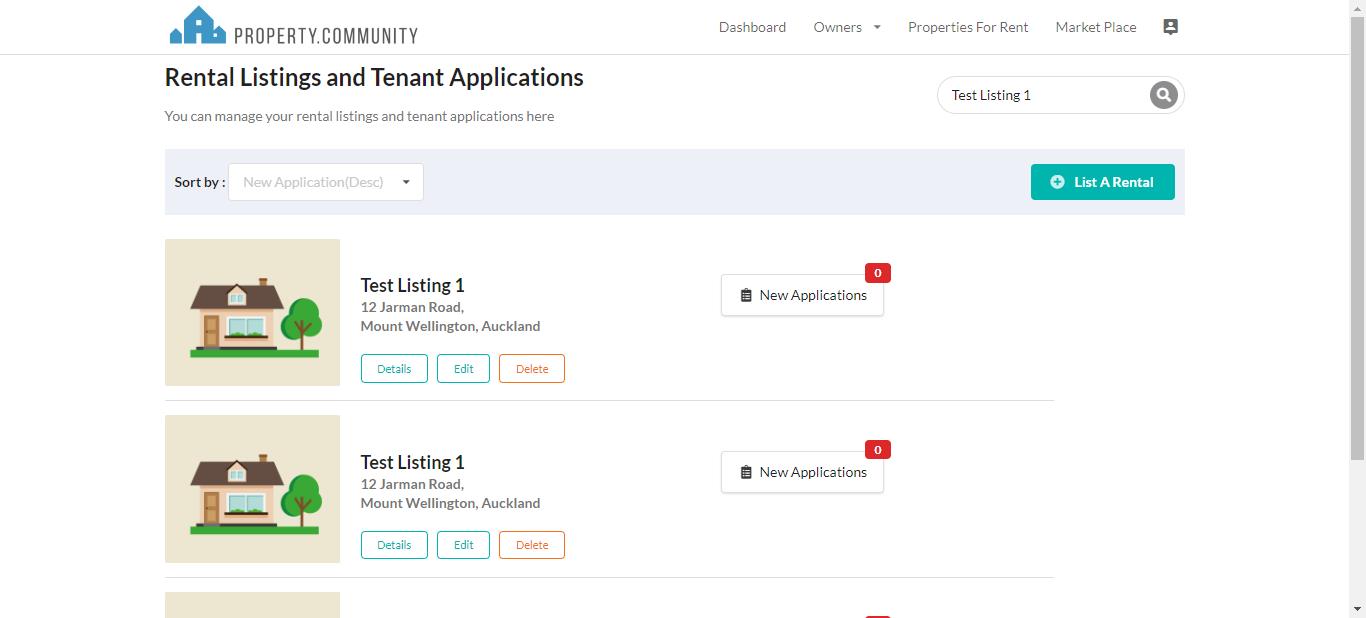 PROPERTY.COMMUNITY
Dashboard Owners Properties For Rent Market Place
Rental Listings and Tenant Applications
Test Listing 1
You can manage your rental listings and tenant applications here
Sort by : New Application(Desc)
List A Rental
Test Listing 1
12 Jarman Road,
Mount Wellington, Auckland
0
New Applications
Details Edit Delete
Test Listing 1
12 Jarman Road,
Mount Wellington, Auckland
0
New Applications
Details Edit Delete